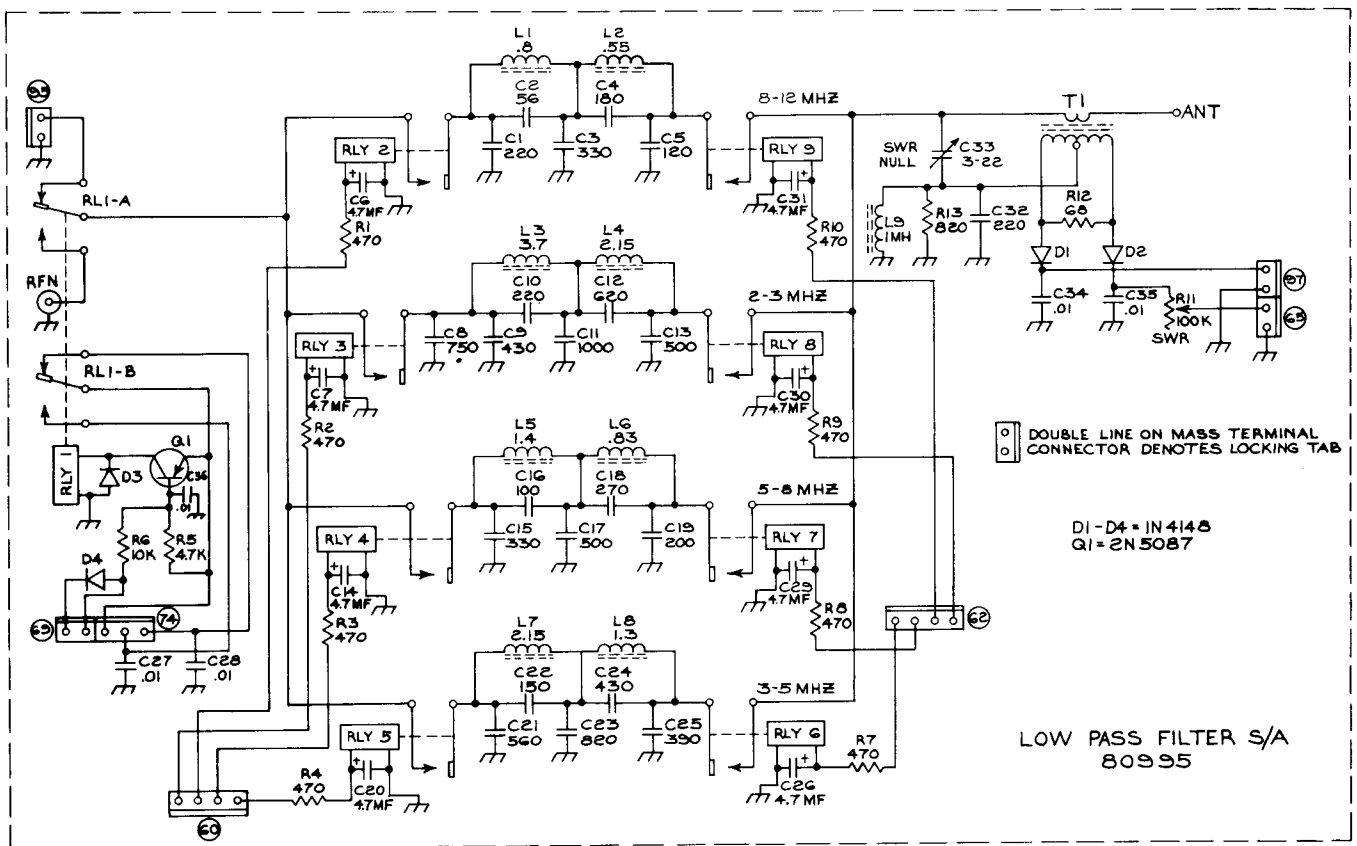 L1
.8
L2
.55
C2
56
C4
180
8-12 MHZ
T1
ANT
95
C1
220
C3
330
C5
120
RLY 2
RLY 9
SWR
NULL
C33
3-22
+
C6
4.7MF
+
C31
4.7MF
R12
68
RL1-A
R1
470
R10
470
L9
1MH
R13
820
C32
220
D1
D2
L3
3.7
L4
2.15
C10
220
C12
620
2-3 MHZ
97
RFN
C34
.01
C35
.01
R11
100K
SWR
65
RLY 3
C8
750
C9
430
C11
1000
C13
500
RLY 8
RL1-B
+
C7
4.7MF
+
C30
4.7MF
R2
470
R9
470
L5
1.4
L6
.83
DOUBLE LINE ON MASS TERMINAL
CONNECTOR DENOTES LOCKING TAB
Q1
RLY 1
D3
C36
.01
C16
100
C18
270
5-8 MHZ
C15
330
C17
500
C19
200
D1-D4 = 1N4148
Q1 = 2N5087
R6
10K
R5
4.7K
RLY 4
RLY 7
D4
+
C14
4.7MF
+
C29
4.7MF
R3
470
R8
470
69
74
62
C27
.01
C28
.01
L7
2.15
L8
1.3
C22
150
C24
430
3-5 MHZ
C21
560
C23
820
C25
390
RLY 5
RLY 6
R7
470
LOW PASS FILTER S/A
80995
R4
470
+
C20
4.7MF
+
C26
4.7MF
60